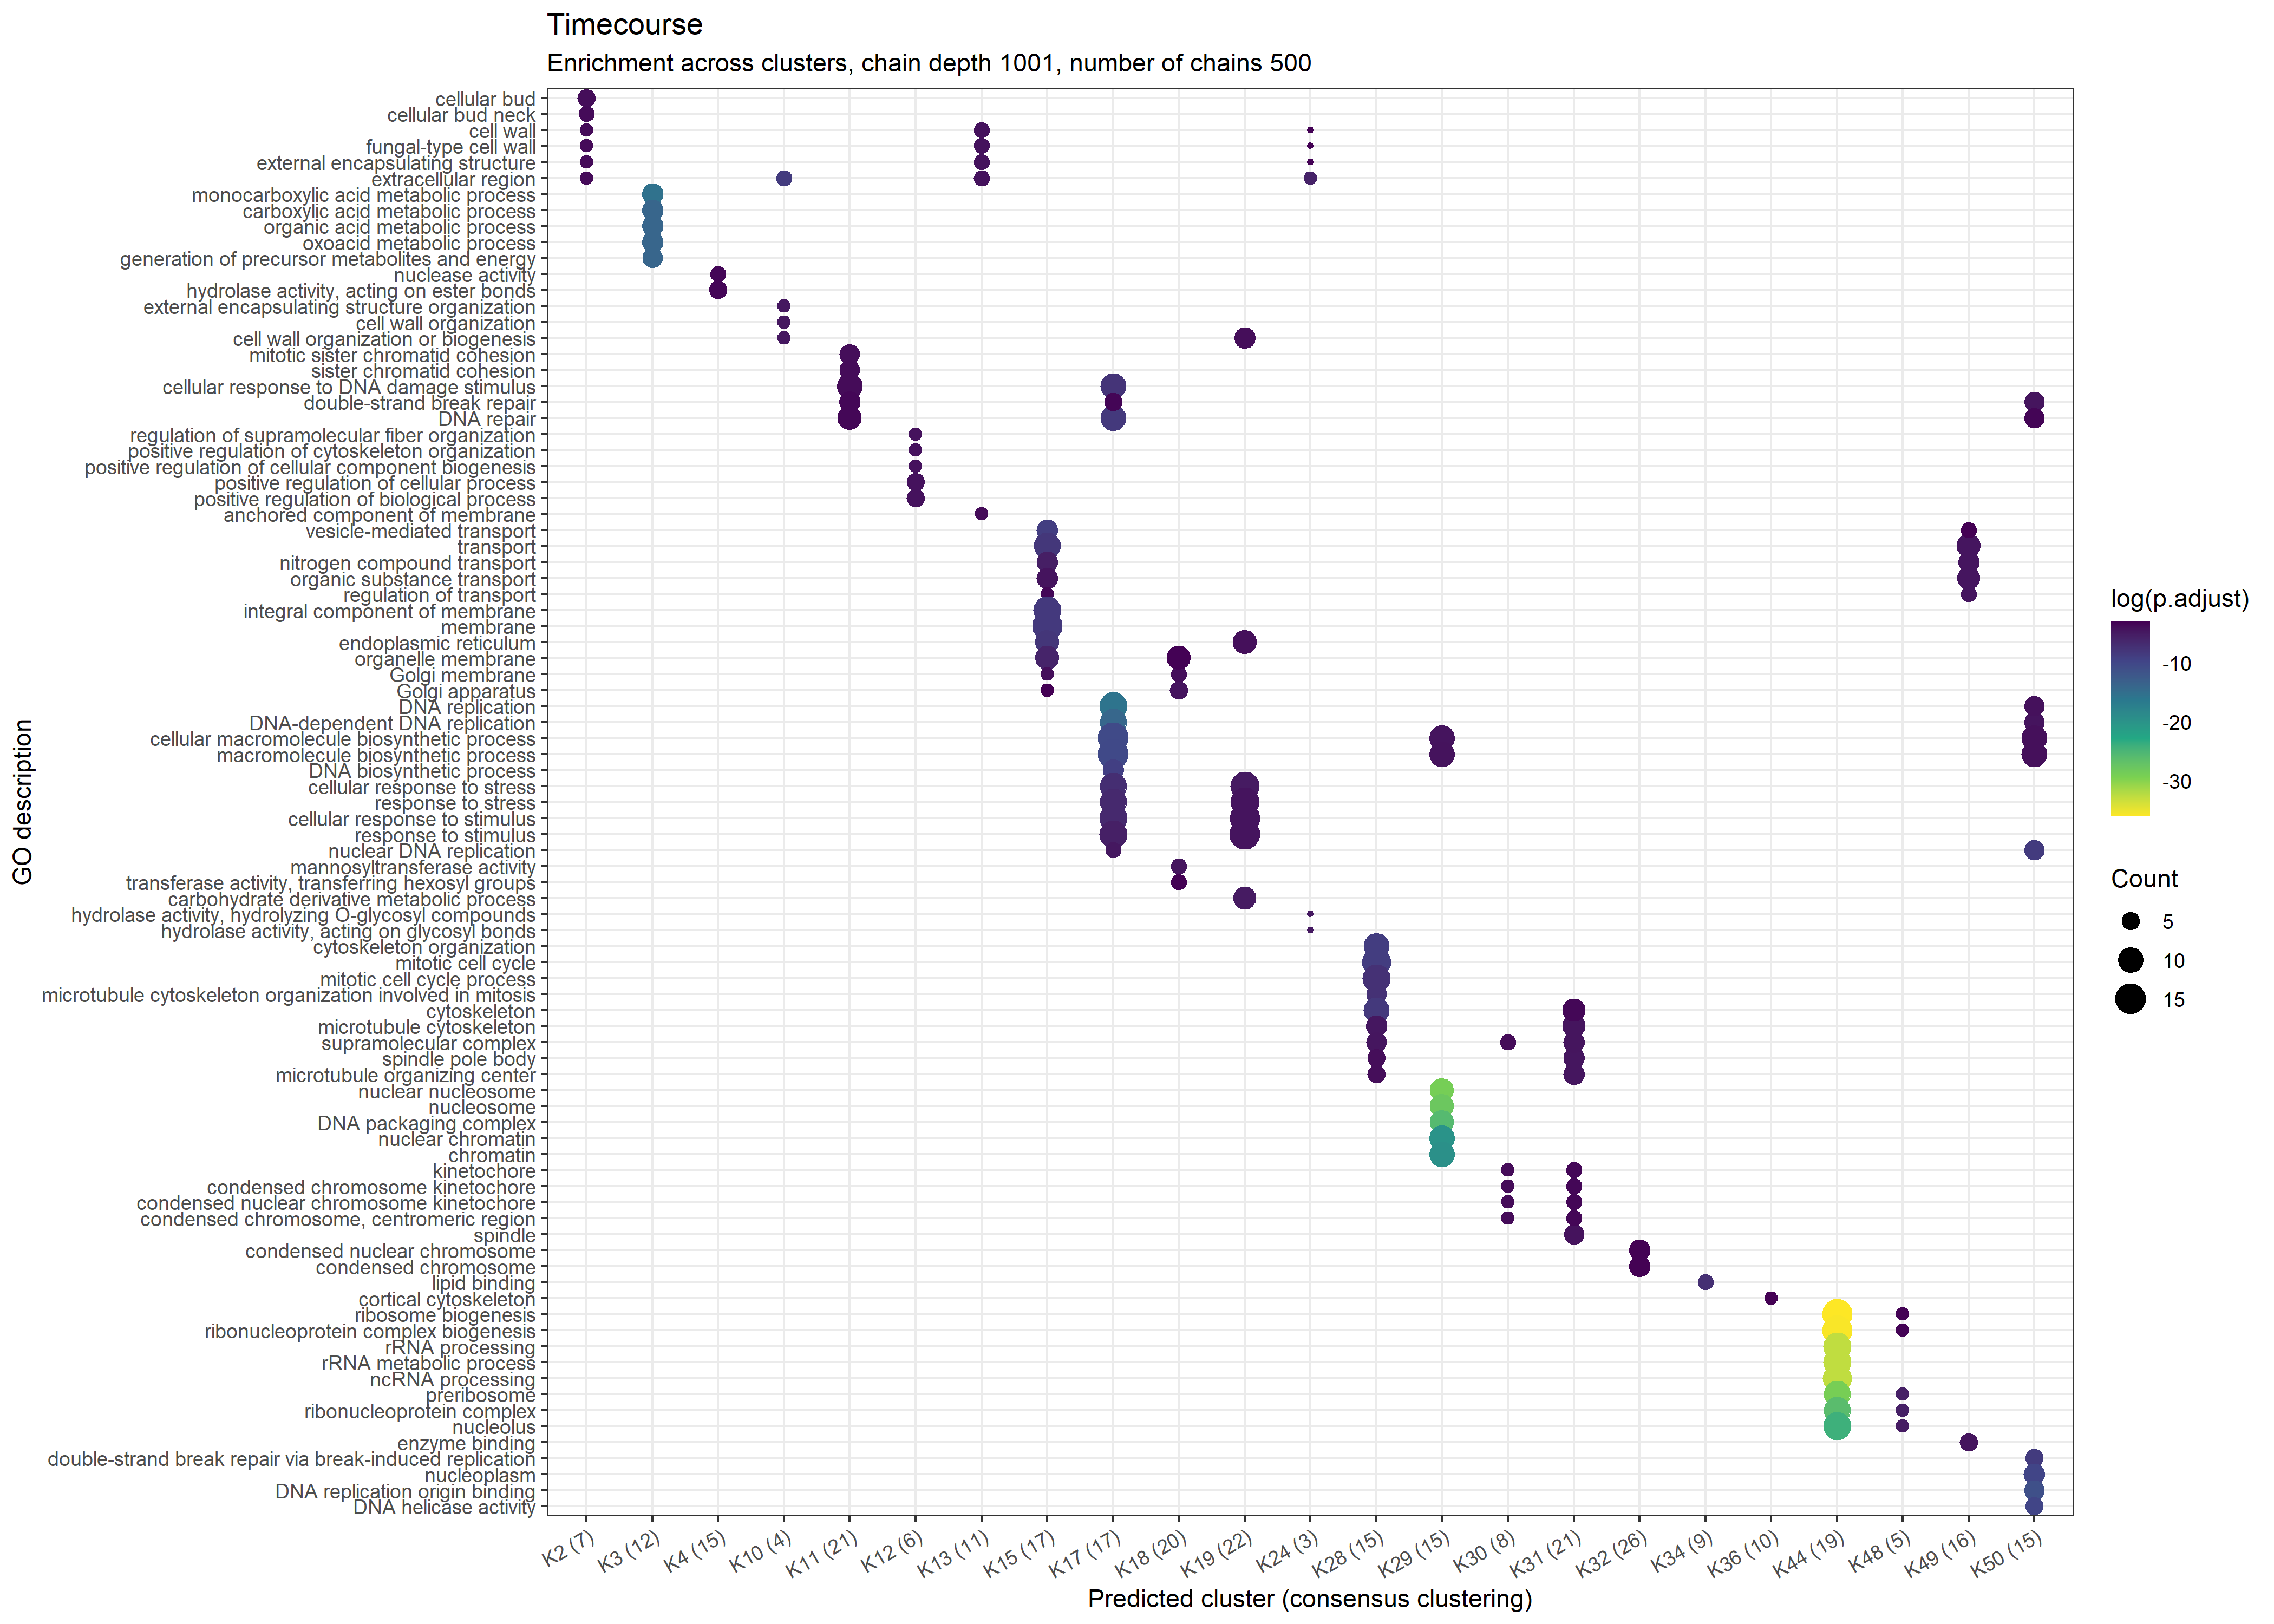 Timecourse
Enrichment across clusters, chain depth 1001, number of chains 500
GO description
cellular bud
cellular bud neck
cell wall
fungal-type cell wall
external encapsulating structure
extracellular region
monocarboxylic acid metabolic process
carboxylic acid metabolic process
organic acid metabolic process
oxoacid metabolic process
generation of precursor metabolites and energy
nuclease activity
hydrolase activity, acting on ester bonds
external encapsulating structure organization
cell wall organization
cell wall organization or biogenesis
mitotic sister chromatid cohesion
sister chromatid cohesion
cellular response to DNA damage stimulus
double-strand break repair
DNA repair
regulation of supramolecular fiber organization
positive regulation of cytoskeleton organization
positive regulation of cellular component biogenesis
positive regulation of cellular process
positive regulation of biological process
anchored component of membrane
vesicle-mediated transport
transport
nitrogen compound transport
organic substance transport
regulation of transport
integral component of membrane
membrane
endoplasmic reticulum
organelle membrane
Golgi membrane
Golgi apparatus
DNA replication
DNA-dependent DNA replication
cellular macromolecule biosynthetic process
macromolecule biosynthetic process
DNA biosynthetic process
cellular response to stress
response to stress
cellular response to stimulus
response to stimulus
nuclear DNA replication
mannosyltransferase activity
transferase activity, transferring hexosyl groups
carbohydrate derivative metabolic process
hydrolase activity, hydrolyzing O-glycosyl compounds
hydrolase activity, acting on glycosyl bonds
cytoskeleton organization
mitotic cell cycle
mitotic cell cycle process
microtubule cytoskeleton organization involved in mitosis
cytoskeleton
microtubule cytoskeleton
supramolecular complex
spindle pole body
microtubule organizing center
nuclear nucleosome
nucleosome
DNA packaging complex
nuclear chromatin
chromatin
kinetochore
condensed chromosome kinetochore
condensed nuclear chromosome kinetochore
condensed chromosome, centromeric region
spindle
condensed nuclear chromosome
condensed chromosome
lipid binding
cortical cytoskeleton
ribosome biogenesis
ribonucleoprotein complex biogenesis
rRNA processing
rRNA metabolic process
ncRNA processing
preribosome
ribonucleoprotein complex
nucleolus
enzyme binding
double-strand break repair via break-induced replication
nucleoplasm
DNA replication origin binding
DNA helicase activity
K2 (7)
K3 (12)
K4 (15)
K10 (4)
K11 (21)
K12 (6)
K13 (11)
K15 (17)
K17 (17)
K18 (20)
K19 (22)
K24 (3)
K28 (15)
K29 (15)
K30 (8)
K31 (21)
K32 (26)
K34 (9)
K36 (10)
K44 (19)
K48 (5)
K49 (16)
K50 (15)
Predicted cluster (consensus clustering)
log(p.adjust)
-10
-20
-30
Count
5
10
15